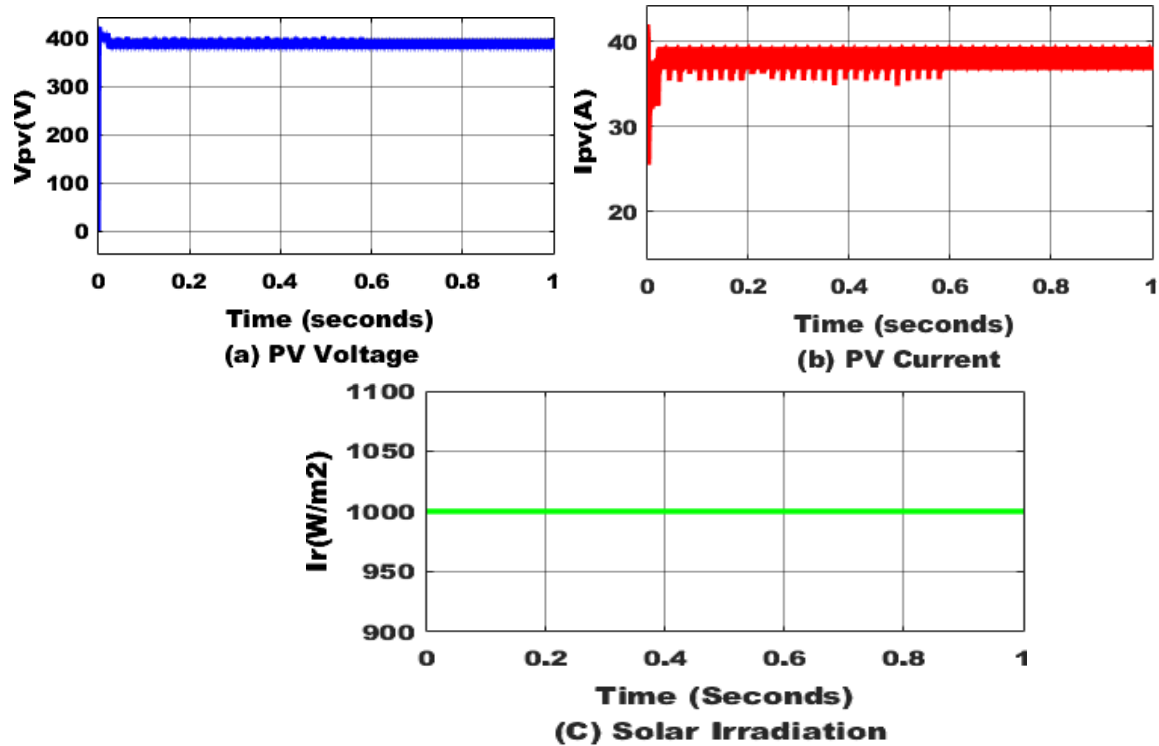 Vpv(V)
400
300
200
100
0
0 0.2 0.4 0.6 0.8 1
Time (seconds)
(a) PV Voltage
Ipv(A)
40
30
20
0 0.2 0.4 0.6 0.8 1
Time (seconds)
(b) PV Current
Ir(W/m2)
1100
1050
1000
950
900
0 0.2 0.4 0.6 0.8 1
Time (Seconds)
(C) Solar Irradiation